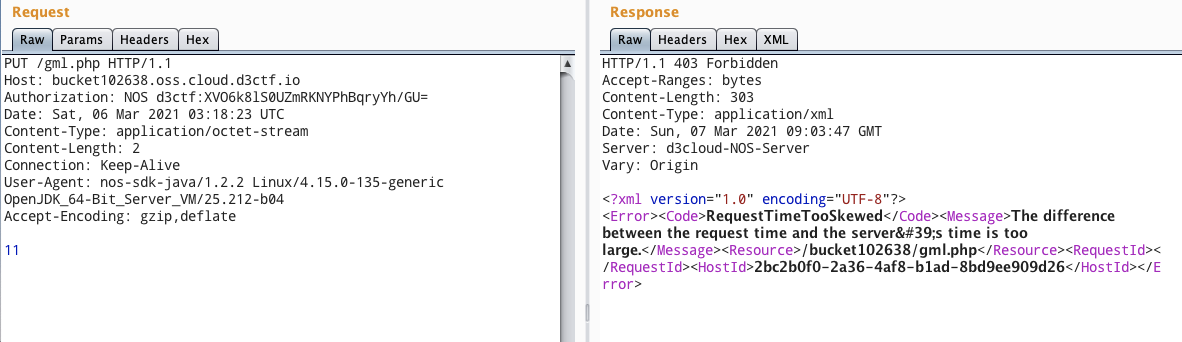 Request
Raw Params Headers Hex
PUT /gml.php HTTP/1.1
Host: bucket102638.oss.cloud.d3ctf.io
Authorization: NOS d3ctf:XVO6k8lS0UZmRKNYPhBqryYh/GU=
Date: Sat, 06 Mar 2021 03:18:23 UTC
Content-Type: application/octet-stream
Content-Length: 2
Connection: Keep-Alive
User-Agent: nos-sdk-java/1.2.2 Linux/4.15.0-135-generic
OpenJDK_64-Bit_Server_VM/25.212-b04
Accept-Encoding: gzip,deflate
11
Response
Raw Headers Hex XML
HTTP/1.1 403 Forbidden
Accept-Ranges: bytes
Content-Length: 303
Content-Type: application/xml
Date: Sun, 07 Mar 2021 09:03:47 GMT
Server: d3cloud-NOS-Server
Vary: Origin
<?xml version="1.0" encoding="UTF-8"?>
<Error><Code>RequestTimeTooSkewed</Code><Message>The difference
between the request time and the server&#39;s time is too
large.</Message><Resource>/bucket102638/gml.php</Resource><RequestId><
/RequestId><HostId>2bc2b0f0-2a36-4af8-b1ad-8bd9ee909d26</HostId></E
rror>